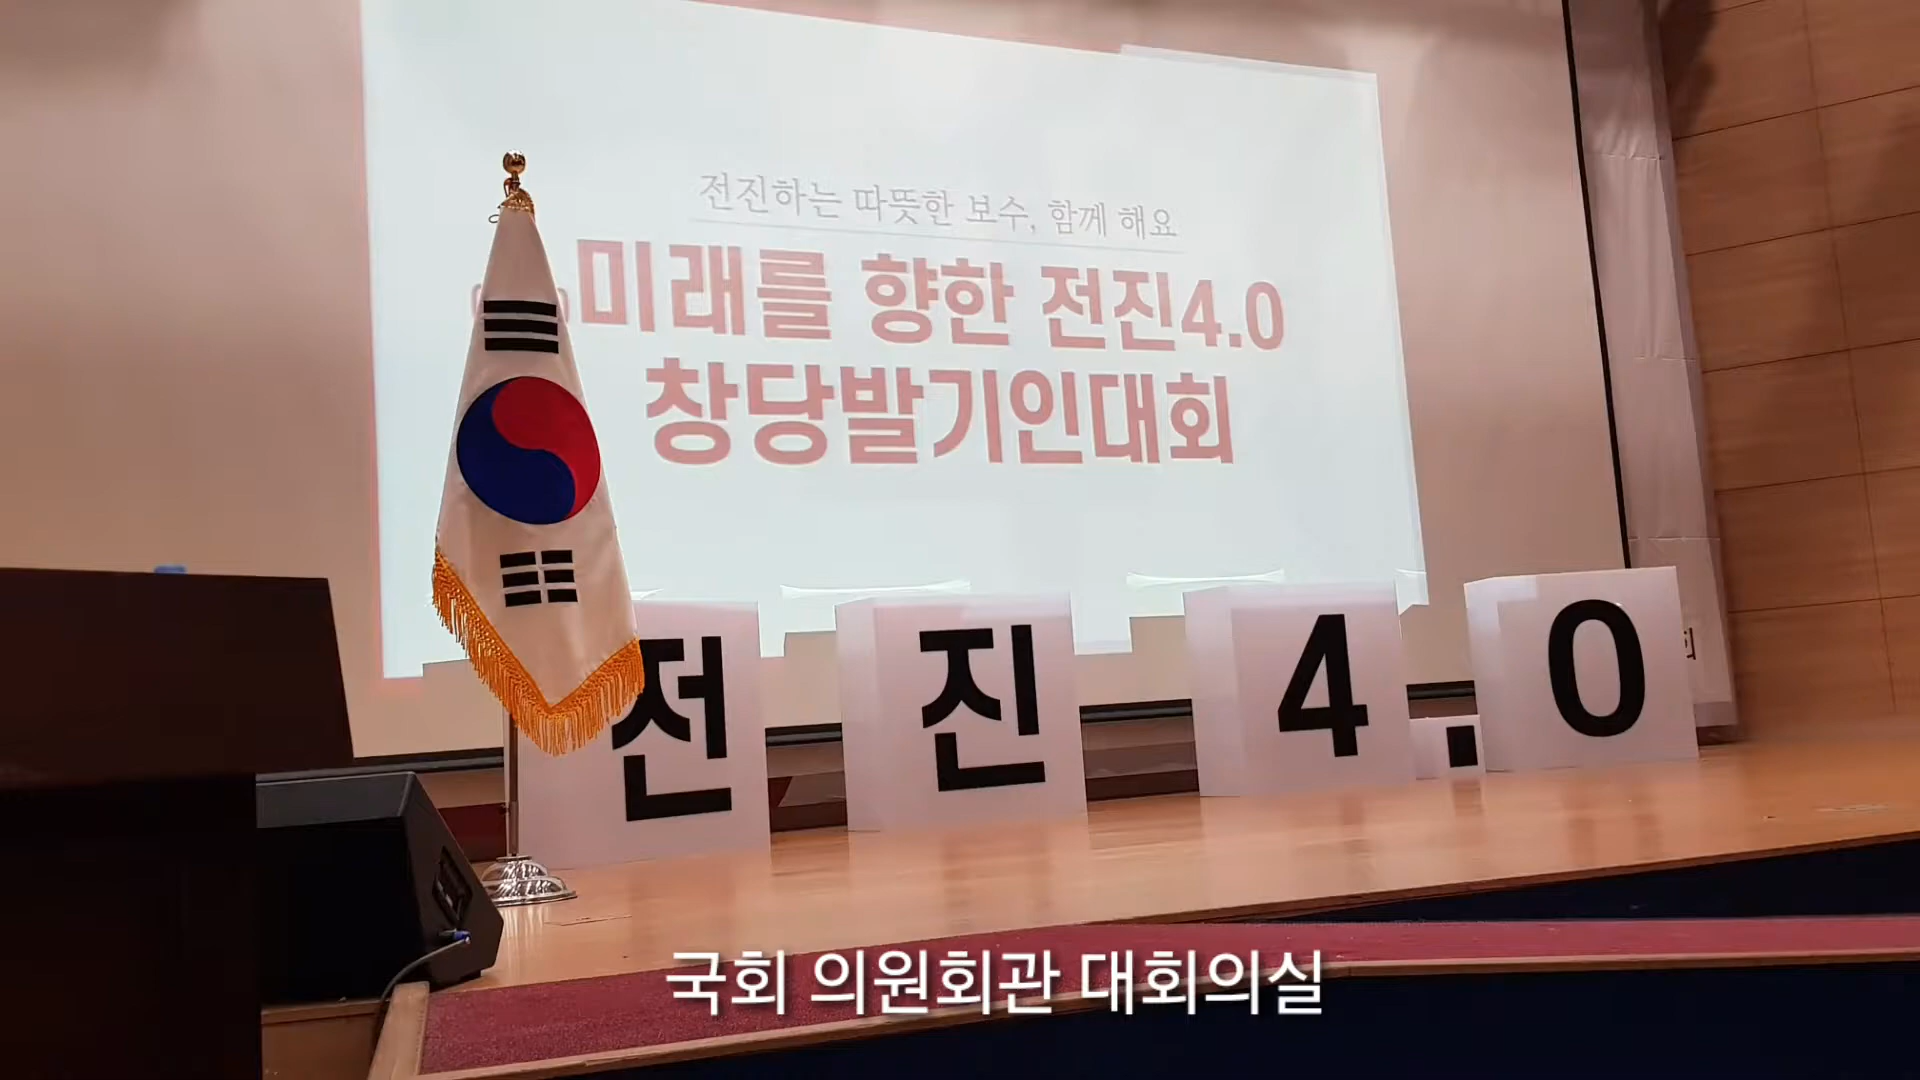 전진하는 따뜻한 보수, 함께 해요
미래를 향한 전진4.0
창당발기인대회
전 진 4 . 0
회
국회 의원회관 대회의실